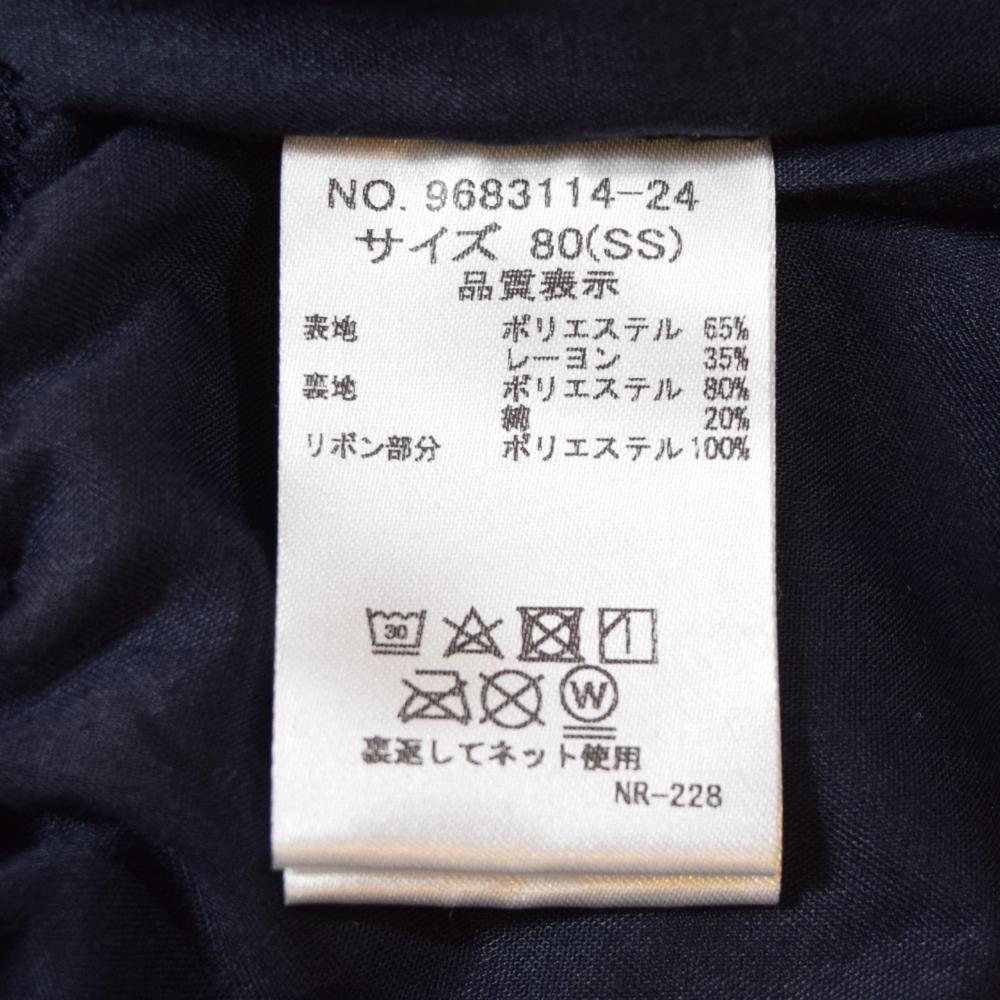 NO. 9683114-24
サイズ 80(SS)
品質表示
表地 ポリエステル 65%
レーヨン 35%
裏地 ポリエステル 80%
綿 20%
リボン部分 ポリエステル 100%
30
W
裏返してネット使用
NR-228